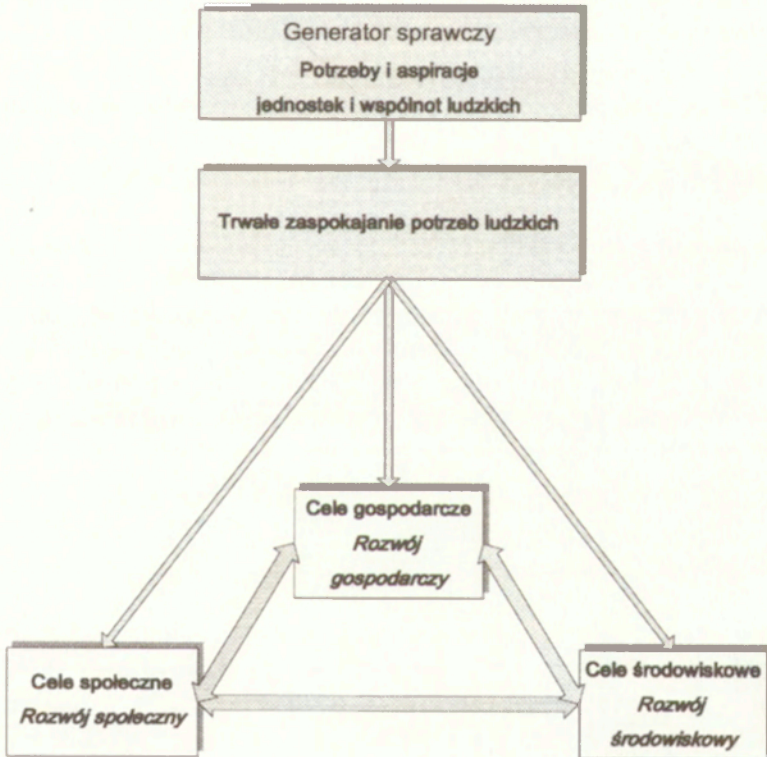 Generator sprawczy
Potrzeby i aspiracje
jednostek i wspólnot ludzkich
Trwałe zaspokajanie potrzeb ludzkich
Cele gospodarcze
Rozwój
gospodarczy
Cele społeczne
Rozwój społeczny
Cele środowiskowe
Rozwój
środowiskowy